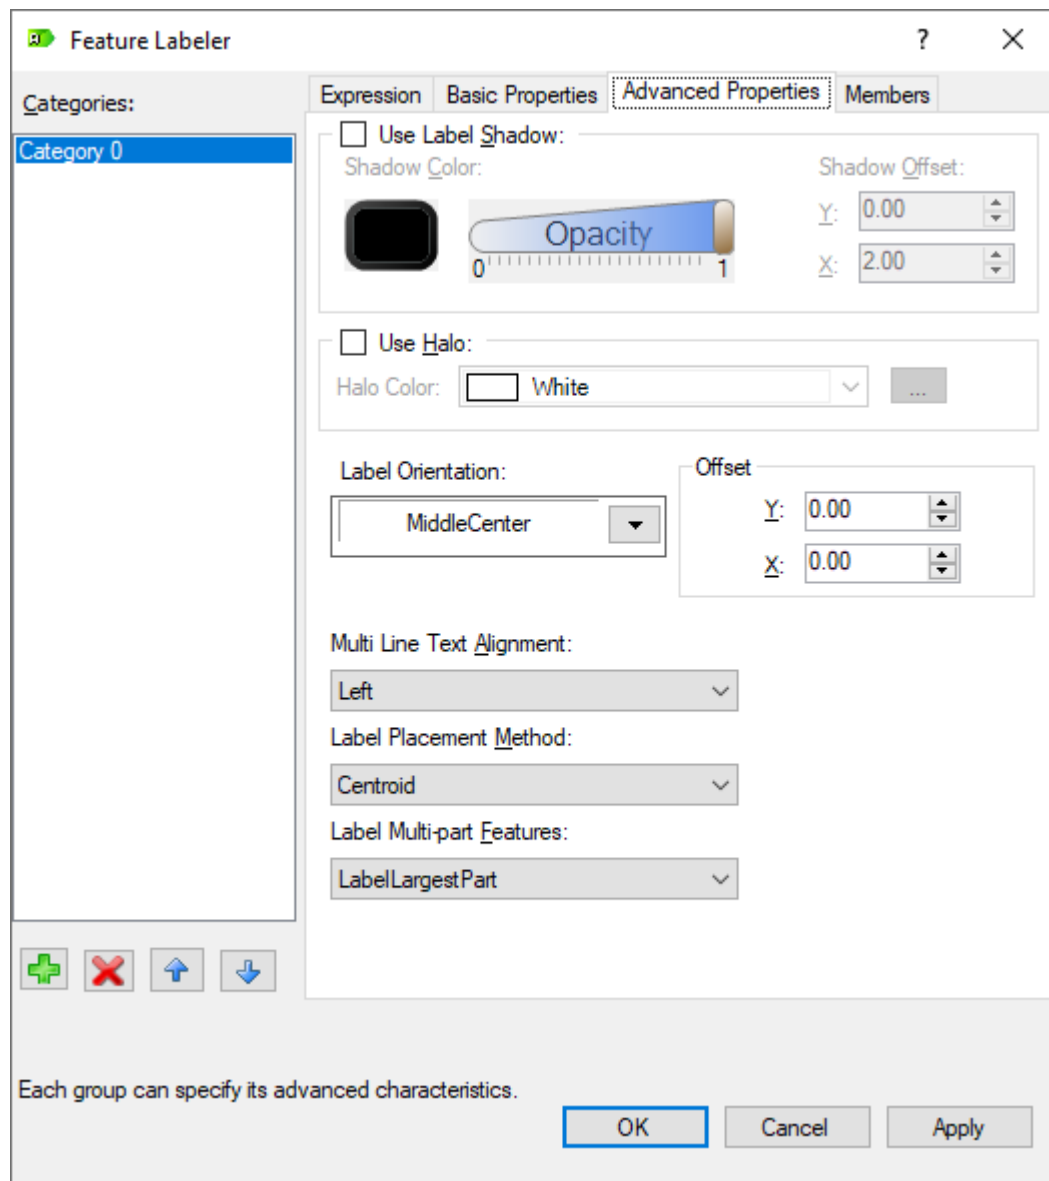 Feature Labeler
?
Categories:
Category 0
Expression Basic Properties Advanced Properties Members
Use Label Shadow:
Shadow Color:
Opacity
0 1
Shadow Offset:
Y: 0.00
X: 2.00
Use Halo:
Halo Color: White ...
Label Orientation:
MiddleCenter
Offset
Y: 0.00
X: 0.00
Multi Line Text Alignment:
Left
Label Placement Method:
Centroid
Label Multi-part Features:
LabelLargestPart
Each group can specify its advanced characteristics.
OK Cancel Apply